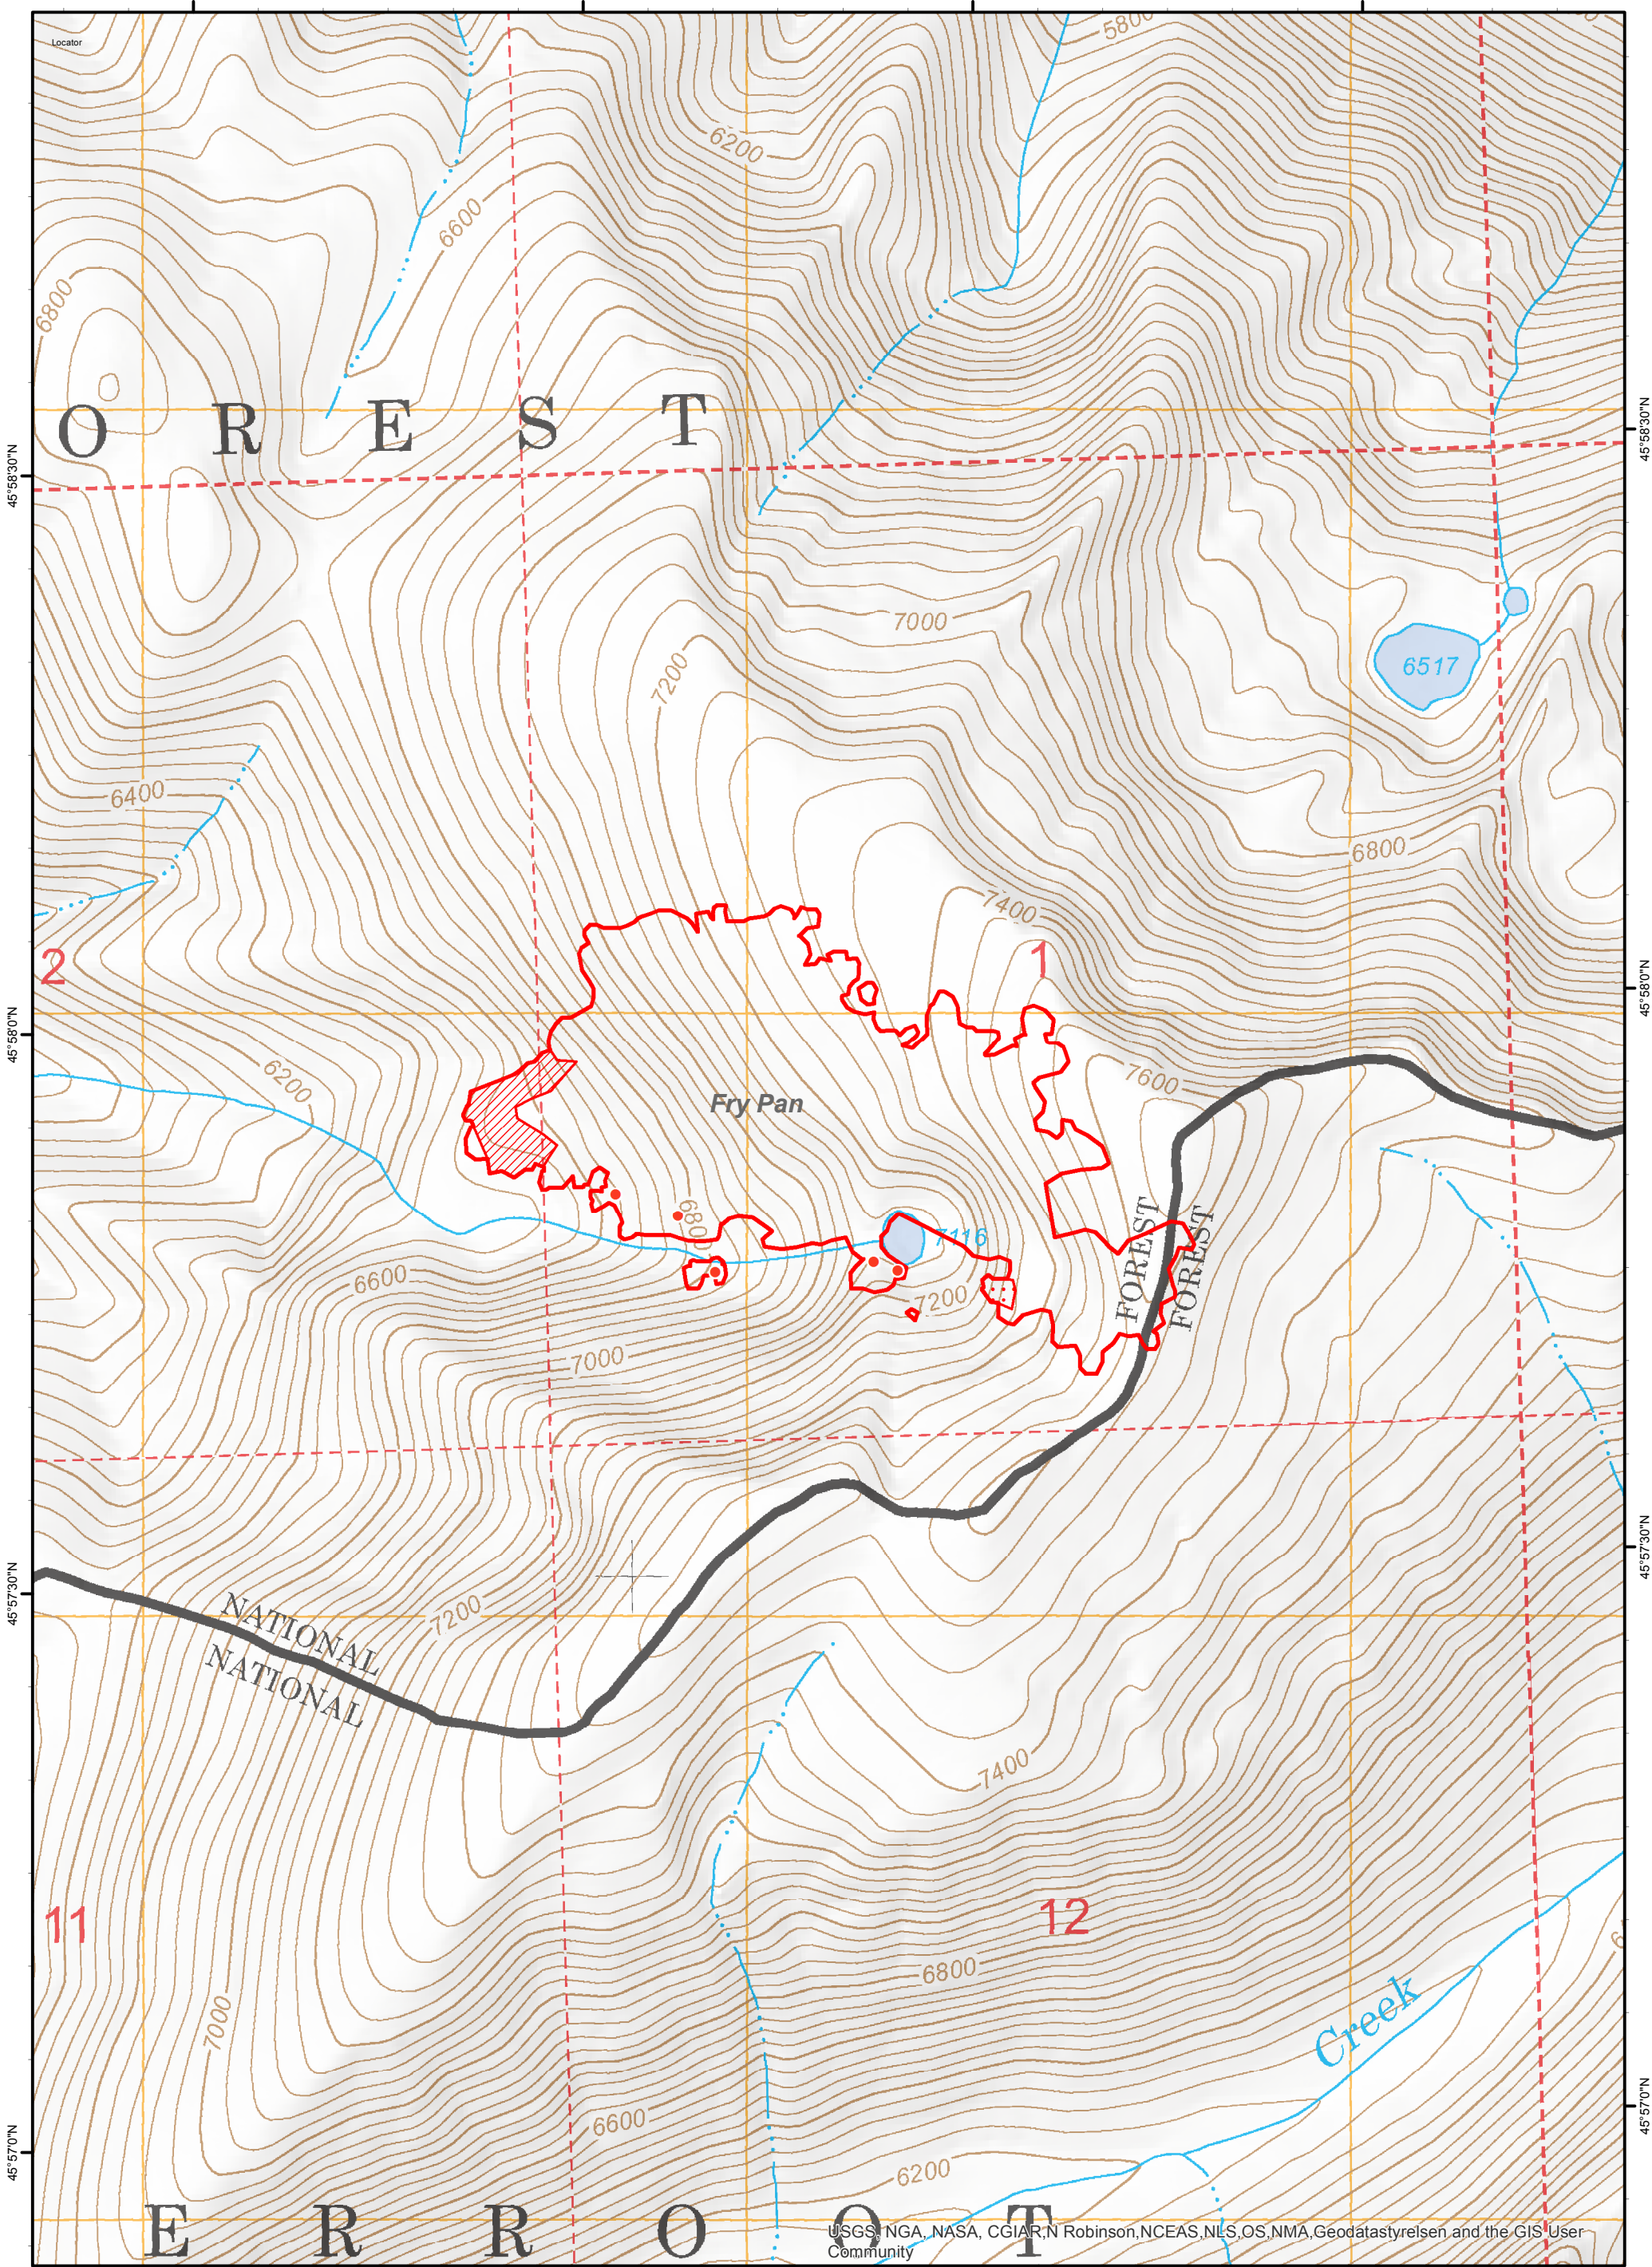 Locator
5800
6200
6600
6800
O R E S T
45°58'30"N
45°58'30"N
7000
7200
6517
6400
6800
7400
2
1
45°58'0"N
45°58'0"N
6200
7600
Fry Pan
6800
7116
FOREST
FOREST
6600
7200
7000
45°57'30"N
45°57'30"N
NATIONAL
NATIONAL
7200
7400
11
12
6800
7000
Creek
6600
6200
45°57'0"N
45°57'0"N
E R R O O T
USGS, NGA, NASA, CGIAR,N Robinson,NCEAS,NLS,OS,NMA,Geodatastyrelsen and the GIS User
Community